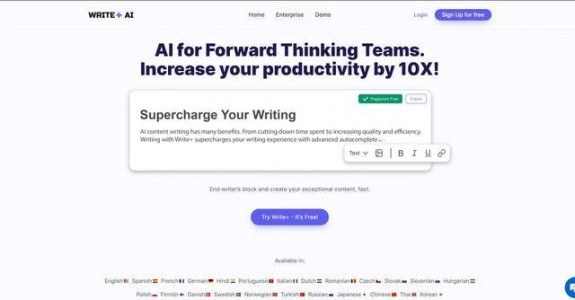 WRITE+ AI
Home Enterprise Demo
Login
Sign Up for free
AI for Forward Thinking Teams.
Increase your productivity by 10X!
Plagiarism Free
Supercharge Your Writing
AI content writing has many benefits. From cutting down time spent to increasing quality and efficiency.
Writing with Write+ supercharges your writing experience with advanced autocomplete
Text B I U
End writer's block and create your exceptional content, fast.
Try Write+ - It's Free!
Available in:
English Spanish French German Hindi Portuguese Italian Dutch Romanian Czech Slovak Slovenian Hungarian
Polish Finnish Danish Swedish Norwegian Turkish Russian Japanese Chinese Thai Korean